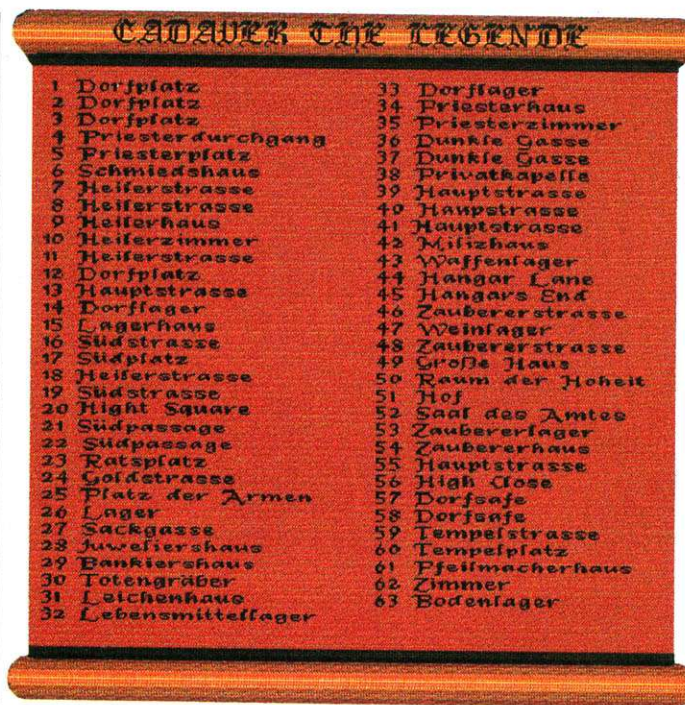 CADAVER THE LEGENDE
1 Dorfplatz
2 Dorfplatz
3 Dorfplatz
4 Priesterdurchgang
5 Priesterplatz
6 Schmiedshaus
7 Heilerstrasse
8 Heilerstrasse
9 Heilerhaus
10 Heilerzimmer
11 Heilerstrasse
12 Dorfplatz
13 Hauptstrasse
14 Dorflager
15 Lagerhaus
16 Südstrasse
17 Südplatz
18 Heilerstrasse
19 Südstrasse
20 Hight Square
21 Südpassage
22 Südpassage
23 Ratsplatz
24 Goldstrasse
25 Platz der Armen
26 Lager
27 Sackgasse
28 Juweliershaus
29 Bankiershaus
30 Totengräber
31 Leichenhaus
32 Lebensmittellager
33 Dorflager
34 Priesterhaus
35 Priesterzimmer
36 Dunkle Gasse
37 Dunkle Gasse
38 Privatkapelle
39 Hauptstrasse
40 Haupstrasse
41 Hauptstrasse
42 Milizhaus
43 Waffenlager
44 Hangar Lane
45 Hangars End
46 Zaubererstrasse
47 Weinlager
48 Zaubererstrasse
49 Große Haus
50 Raum der Hoheit
51 Hof
52 Saal des Amtes
53 Zaubererlager
54 Zaubererhaus
55 Hauptstrasse
56 High Close
57 Dorfsafe
58 Dorfsafe
59 Tempelstrasse
60 Tempelplatz
61 Pfeilmacherhaus
62 Zimmer
63 Bodenlager